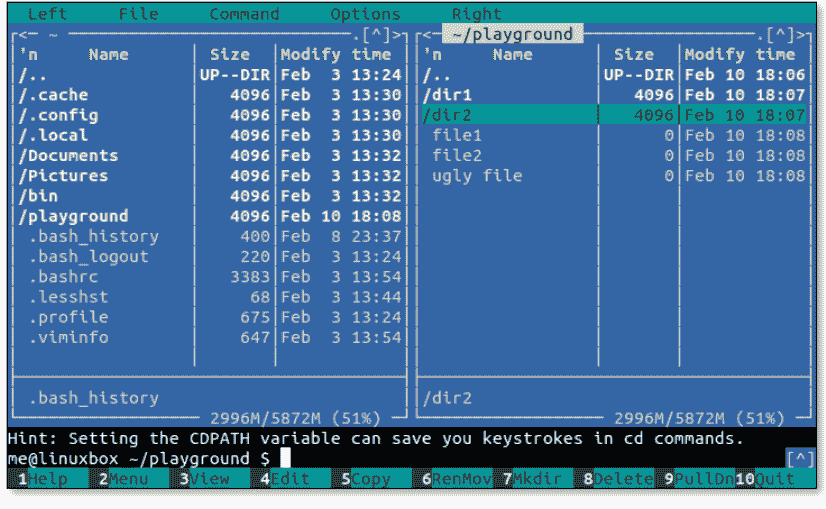 Left File Command Options Right
<─ ~ ─.[^]> <─ ~/playground ─.[^]>
'n Name Size Modify time 'n Name Size Modify time
/.. UP--DIR Feb 3 13:24 /.. UP--DIR Feb 10 18:06
/.cache 4096 Feb 3 13:30 /dir1 4096 Feb 10 18:07
/.config 4096 Feb 3 13:30 /dir2 4096 Feb 10 18:07
/.local 4096 Feb 3 13:30 file1 0 Feb 10 18:08
/Documents 4096 Feb 3 13:32 file2 0 Feb 10 18:08
/Pictures 4096 Feb 3 13:32 ugly file 0 Feb 10 18:08
/bin 4096 Feb 3 13:32
/playground 4096 Feb 10 18:08
.bash_history 400 Feb 8 23:37
.bash_logout 220 Feb 3 13:24
.bashrc 3383 Feb 3 13:54
.lesshst 68 Feb 3 13:44
.profile 675 Feb 3 13:24
.viminfo 647 Feb 3 13:54
.bash_history /dir2
2996M/5872M (51%) 2996M/5872M (51%)
Hint: Setting the CDPATH variable can save you keystrokes in cd commands.
me@linuxbox ~/playground $ [^]
1Help 2Menu 3View 4Edit 5Copy 6RenMov 7Mkdir 8Delete 9PullDn 10Quit